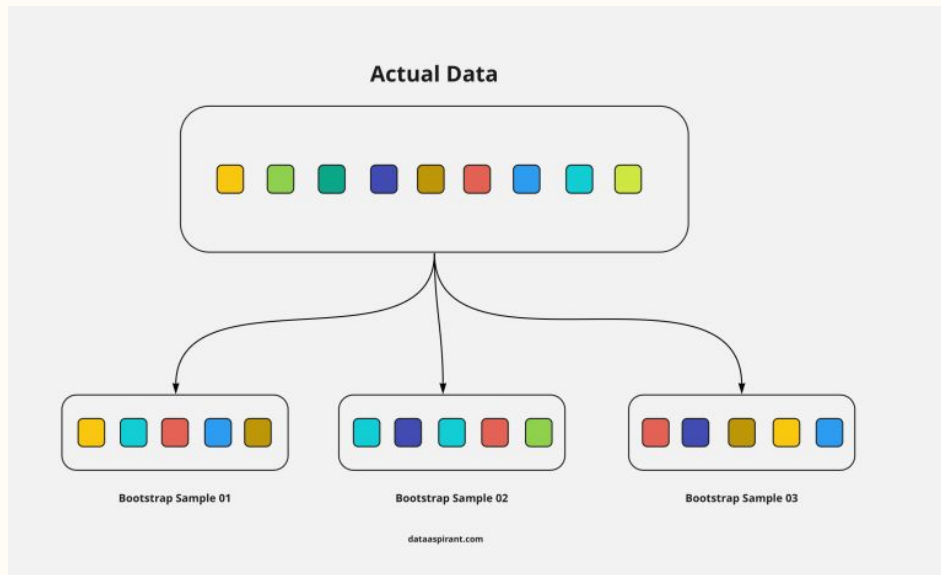 Actual Data
Bootstrap Sample 01
Bootstrap Sample 02
Bootstrap Sample 03
dataaspirant.com